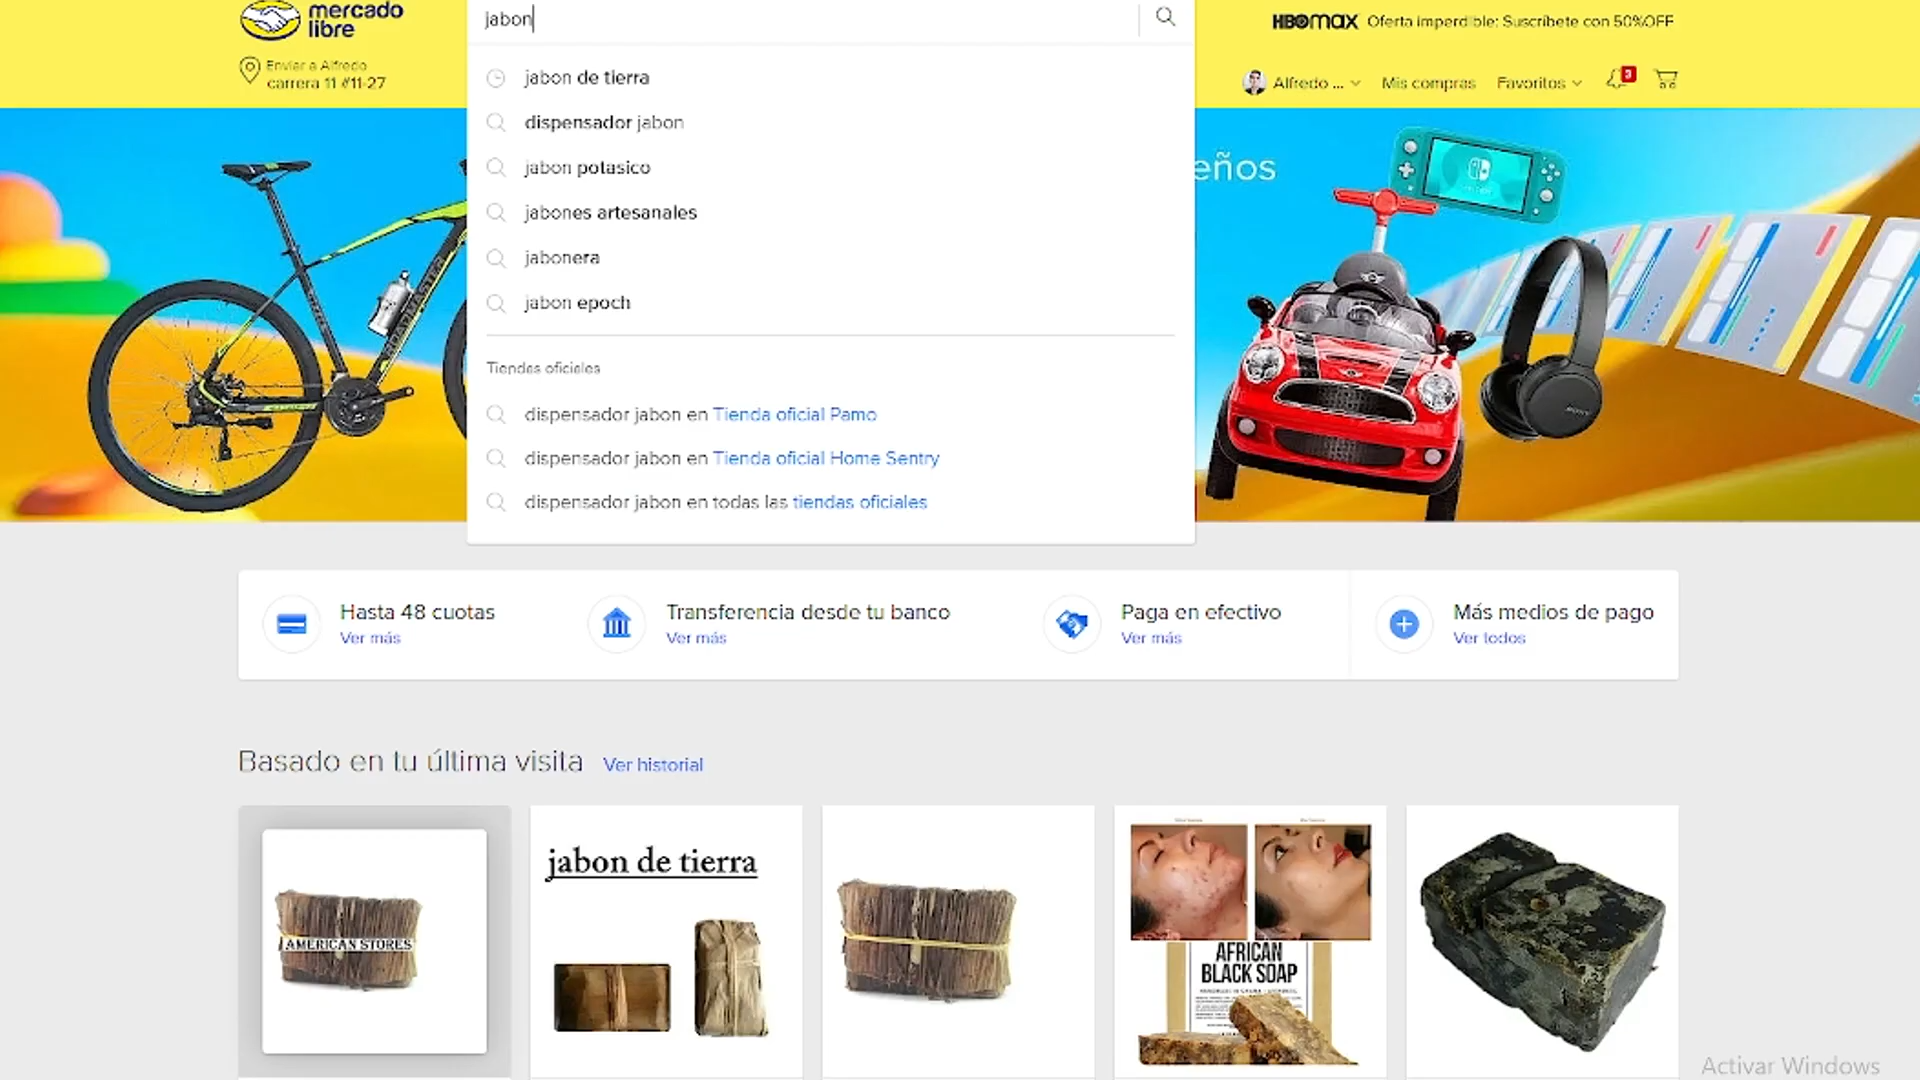 mercado
libre
jabon
HBOMAX Oferta imperdible: Suscríbete con 50%OFF
Enviar a Alfredo
carrera 11 #11-27
Alfredo ...
Mis compras
Favoritos
3
jabon de tierra
dispensador jabon
jabon potasico
jabones artesanales
jabonera
jabon epoch
Tiendas oficiales
dispensador jabon en Tienda oficial Pamo
dispensador jabon en Tienda oficial Home Sentry
dispensador jabon en todas las tiendas oficiales
eños
SONY
Hasta 48 cuotas
Ver más
Transferencia desde tu banco
Ver más
Paga en efectivo
Ver más
Más medios de pago
Ver todos
Basado en tu última visita Ver historial
AMERICAN STORES
jabon de tierra
AFRICAN
BLACK SOAP
Activar Windows